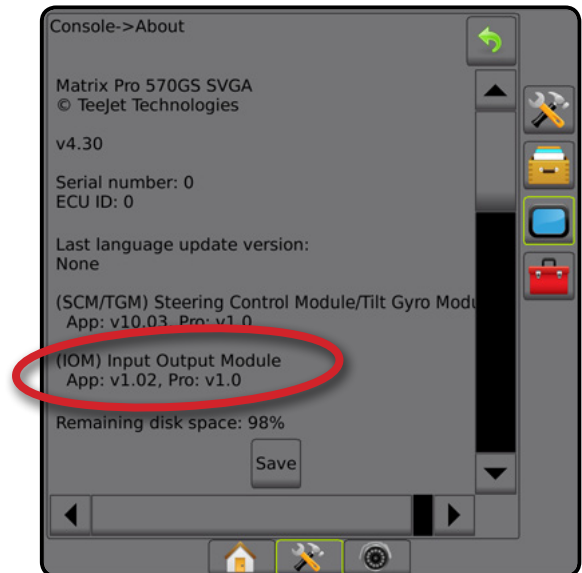 Console->About
Matrix Pro 570GS SVGA
© TeeJet Technologies
v4.30
Serial number: 0
ECU ID: 0
Last language update version:
None
(SCM/TGM) Steering Control Module/Tilt Gyro Modu
App: v10.03, Pro: v1.0
(IOM) Input Output Module
App: v1.02, Pro: v1.0
Remaining disk space: 98%
Save